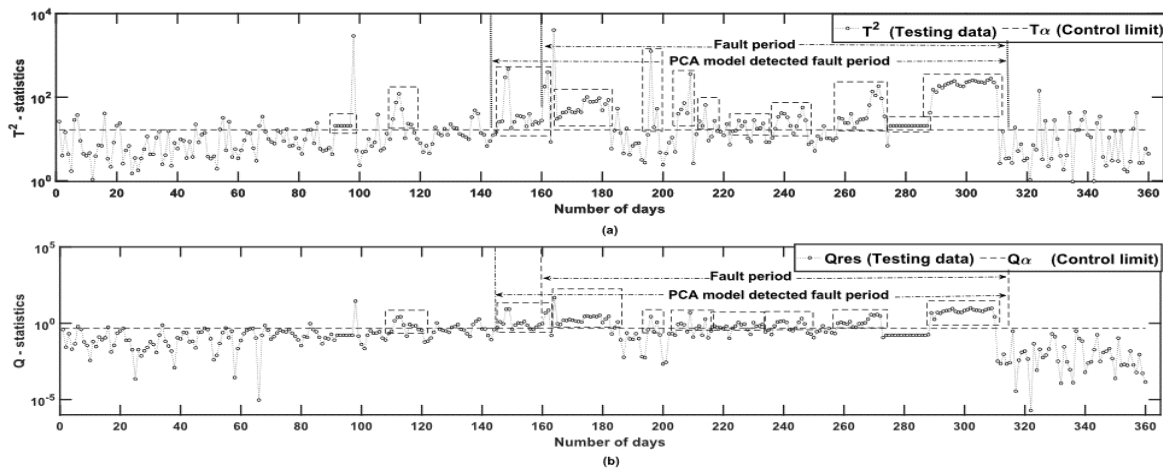 10^4
T^2 (Testing data) Tα (Control limit)
Fault period
PCA model detected fault period
10^2
T^2 - statistics
10^0
0 20 40 60 80 100 120 140 160 180 200 220 240 260 280 300 320 340 360
Number of days
(a)
10^5
Qres (Testing data) Qα (Control limit)
Fault period
PCA model detected fault period
10^0
Q - statistics
10^-5
0 20 40 60 80 100 120 140 160 180 200 220 240 260 280 300 320 340 360
Number of days
(b)